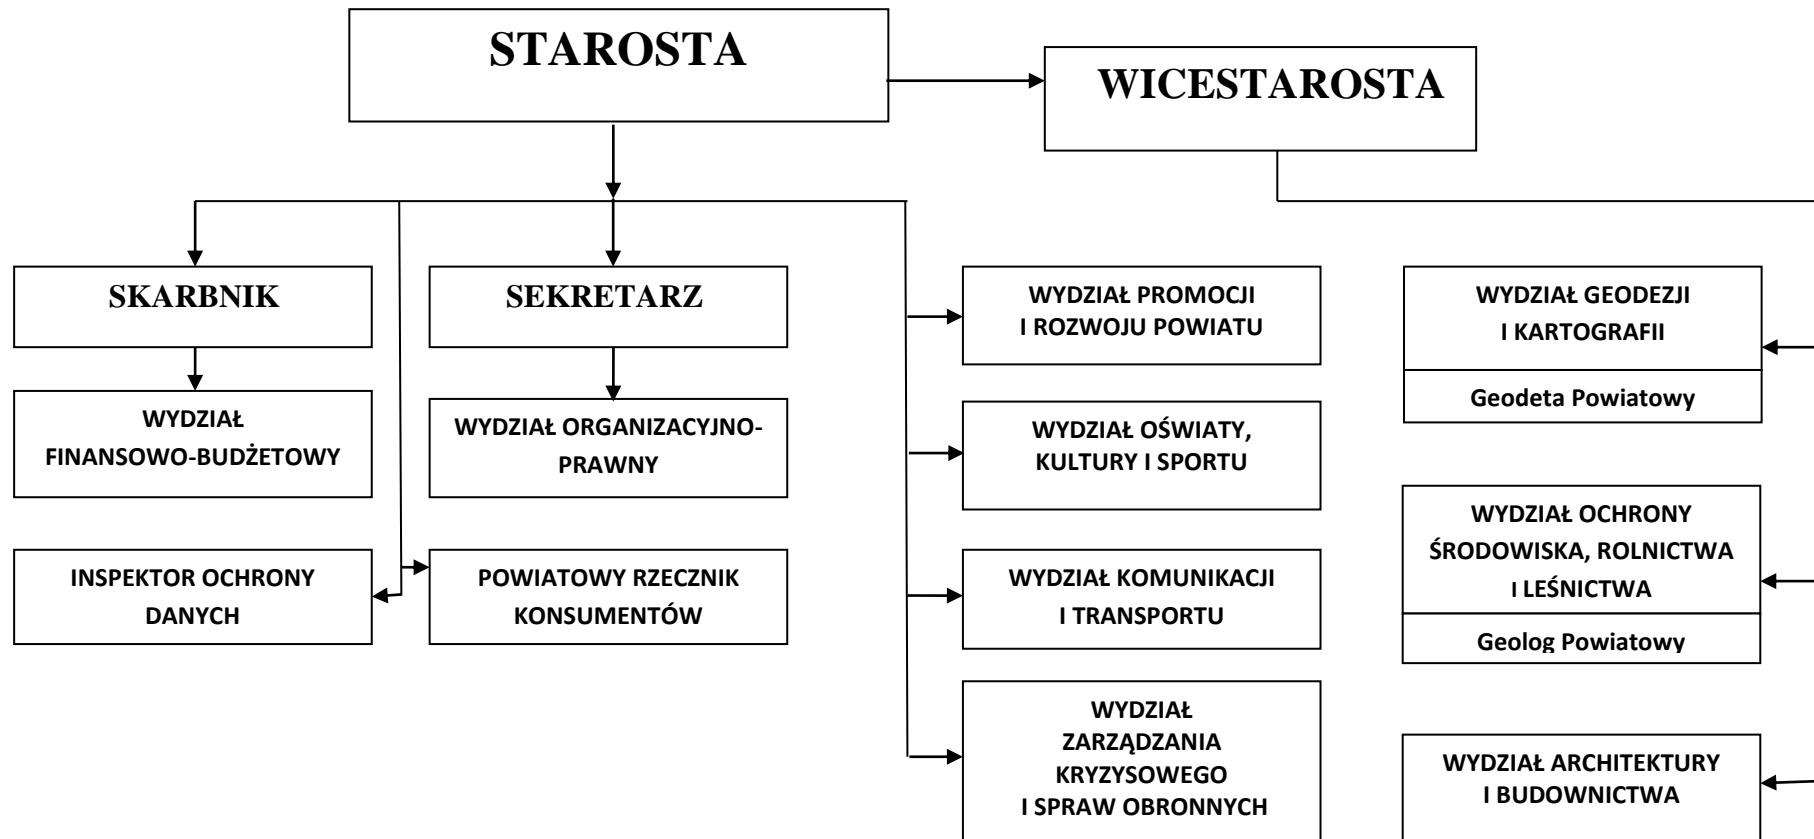 STAROSTA
WICESTAROSTA
SKARBNIK
SEKRETARZ
WYDZIAŁ PROMOCJI
I ROZWOJU POWIATU
WYDZIAŁ GEODEZJI
I KARTOGRAFII
Geodeta Powiatowy
WYDZIAŁ
FINANSOWO-BUDŻETOWY
WYDZIAŁ ORGANIZACYJNO-
PRAWNY
WYDZIAŁ OŚWIATY,
KULTURY I SPORTU
WYDZIAŁ OCHRONY
ŚRODOWISKA, ROLNICTWA
I LEŚNICTWA
Geolog Powiatowy
INSPEKTOR OCHRONY
DANYCH
POWIATOWY RZECZNIK
KONSUMENTÓW
WYDZIAŁ KOMUNIKACJI
I TRANSPORTU
WYDZIAŁ
ZARZĄDZANIA
KRYZYSOWEGO
I SPRAW OBRONNYCH
WYDZIAŁ ARCHITEKTURY
I BUDOWNICTWA